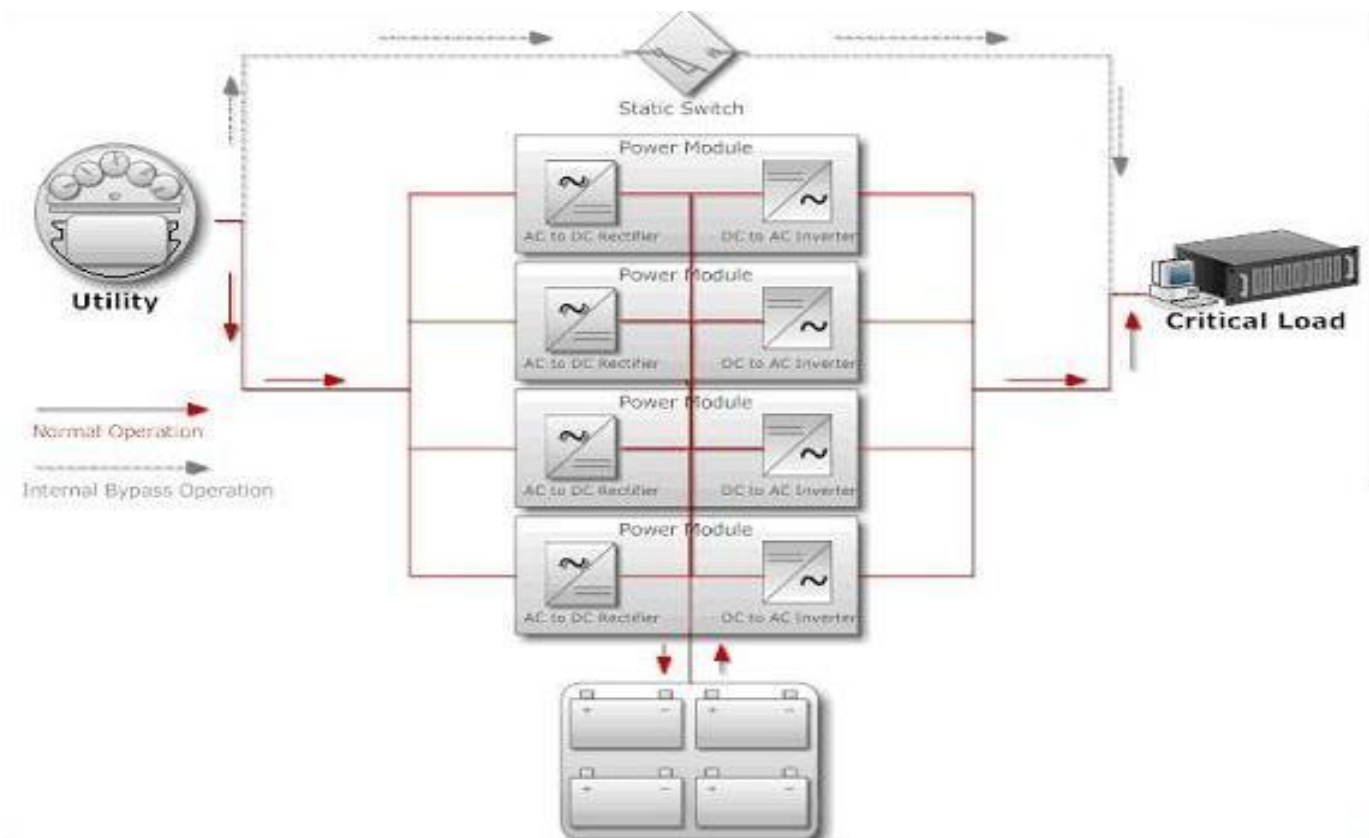 Static Switch
Power Module
AC to DC Rectifier
DC to AC Inverter
Utility
Power Module
AC to DC Rectifier
DC to AC Inverter
Critical Load
Power Module
AC to DC Rectifier
DC to AC Inverter
Normal Operation
Internal Bypass Operation
Power Module
AC to DC Rectifier
DC to AC Inverter
+ - + -
+ - + -